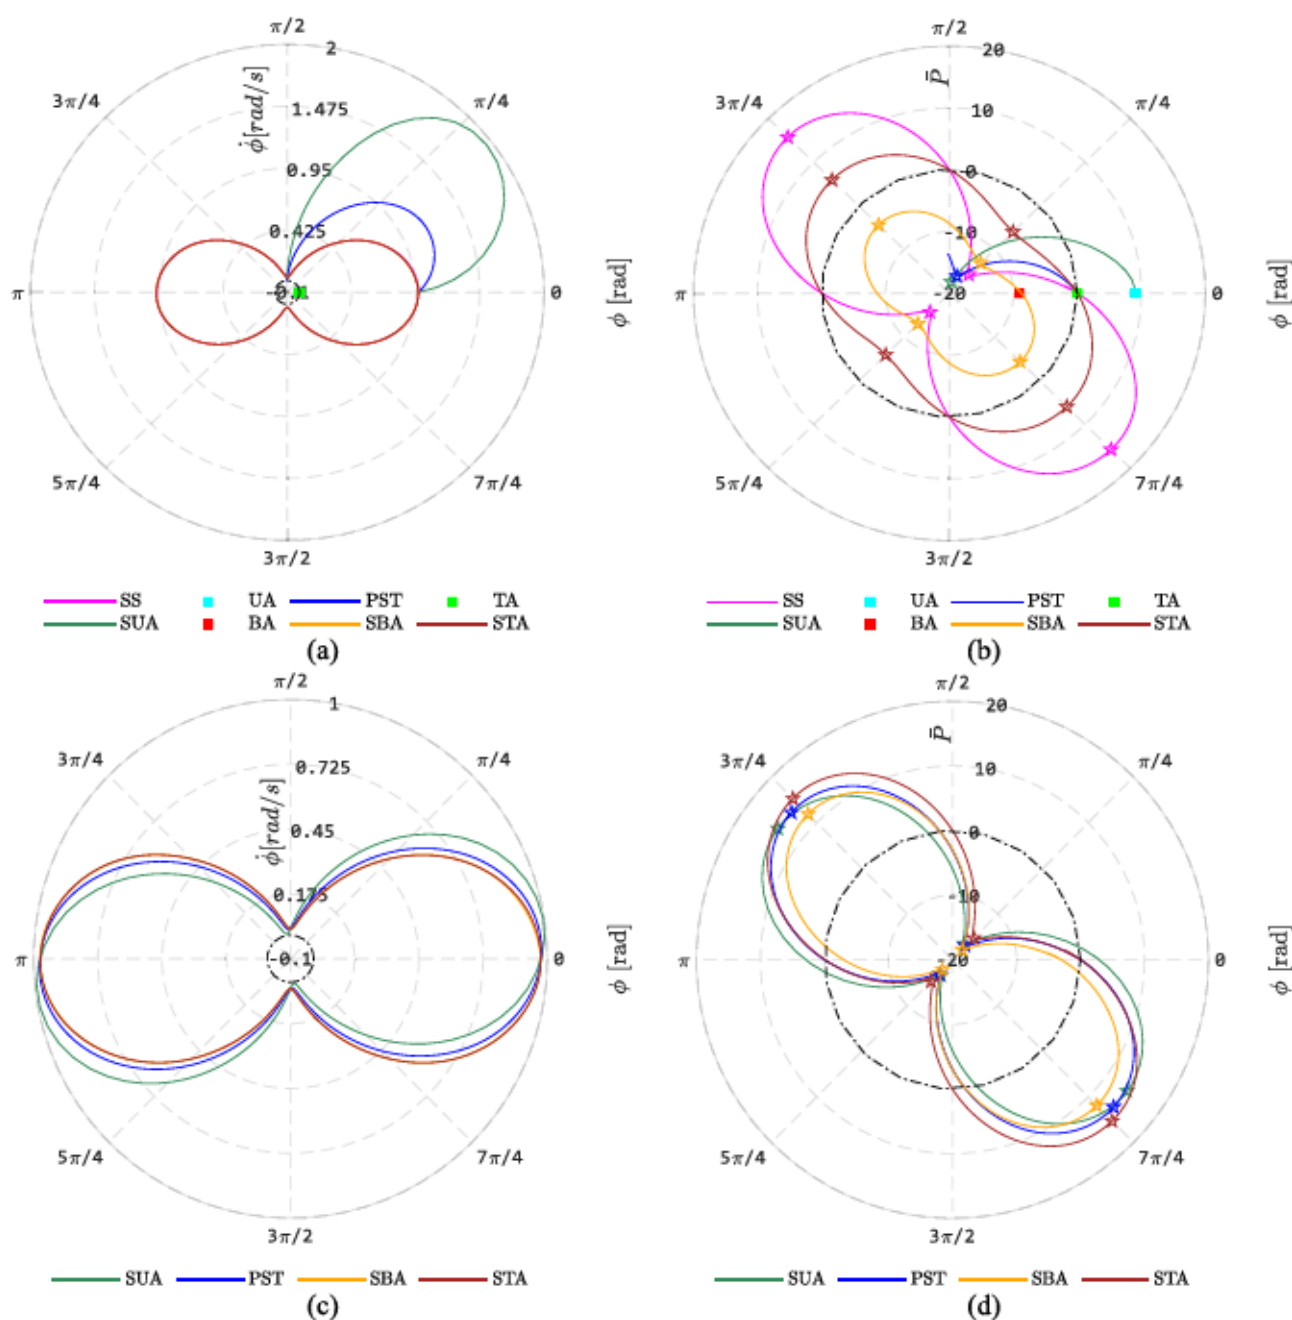 π/2
2
φ̇[rad/s]
3π/4
π/4
1.475
0.95
0.425
π
-0.1
0
φ [rad]
5π/4
7π/4
3π/2
SS UA PST TA
SUA BA SBA STA
(a)
π/2
20
P̄
3π/4
π/4
10
0
-10
π
-20
0
φ [rad]
5π/4
7π/4
3π/2
SS UA PST TA
SUA BA SBA STA
(b)
π/2
1
φ̇[rad/s]
3π/4
π/4
0.725
0.45
0.175
π
-0.1
0
φ [rad]
5π/4
7π/4
3π/2
SUA PST SBA STA
(c)
π/2
20
P̄
3π/4
π/4
10
0
-10
π
-20
0
φ [rad]
5π/4
7π/4
3π/2
SUA PST SBA STA
(d)